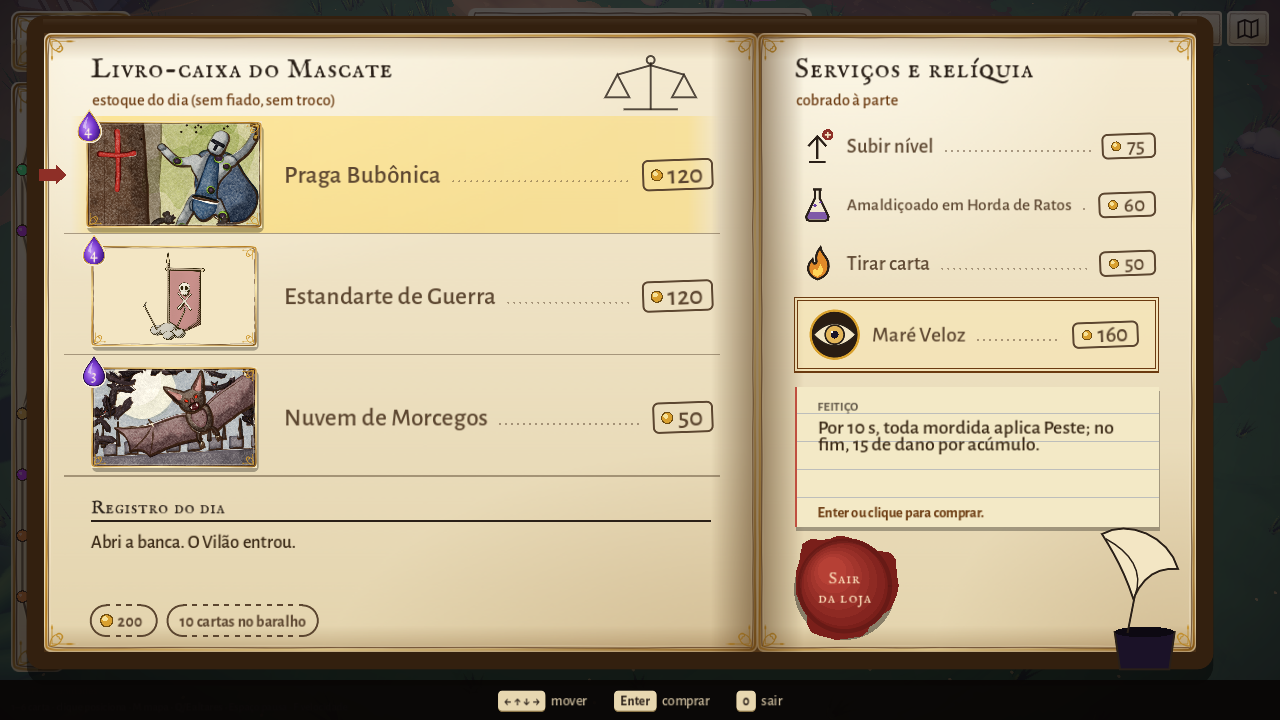 Livro-caixa do Mascate
estoque do dia (sem fiado, sem troco)
4
Praga Bubônica
120
4
Estandarte de Guerra
120
3
Nuvem de Morcegos
50
Registro do dia
Abri a banca. O Vilão entrou.
200
10 cartas no baralho
Serviços e relíquia
cobrado à parte
Subir nível
75
Amaldiçoado em Horda de Ratos
60
Tirar carta
50
Maré Veloz
160
FEITIÇO
Por 10 s, toda mordida aplica Peste; no
fim, 15 de dano por acúmulo.
Enter ou clique para comprar.
Sair
da loja
←↑↓→ mover Enter comprar 0 sair